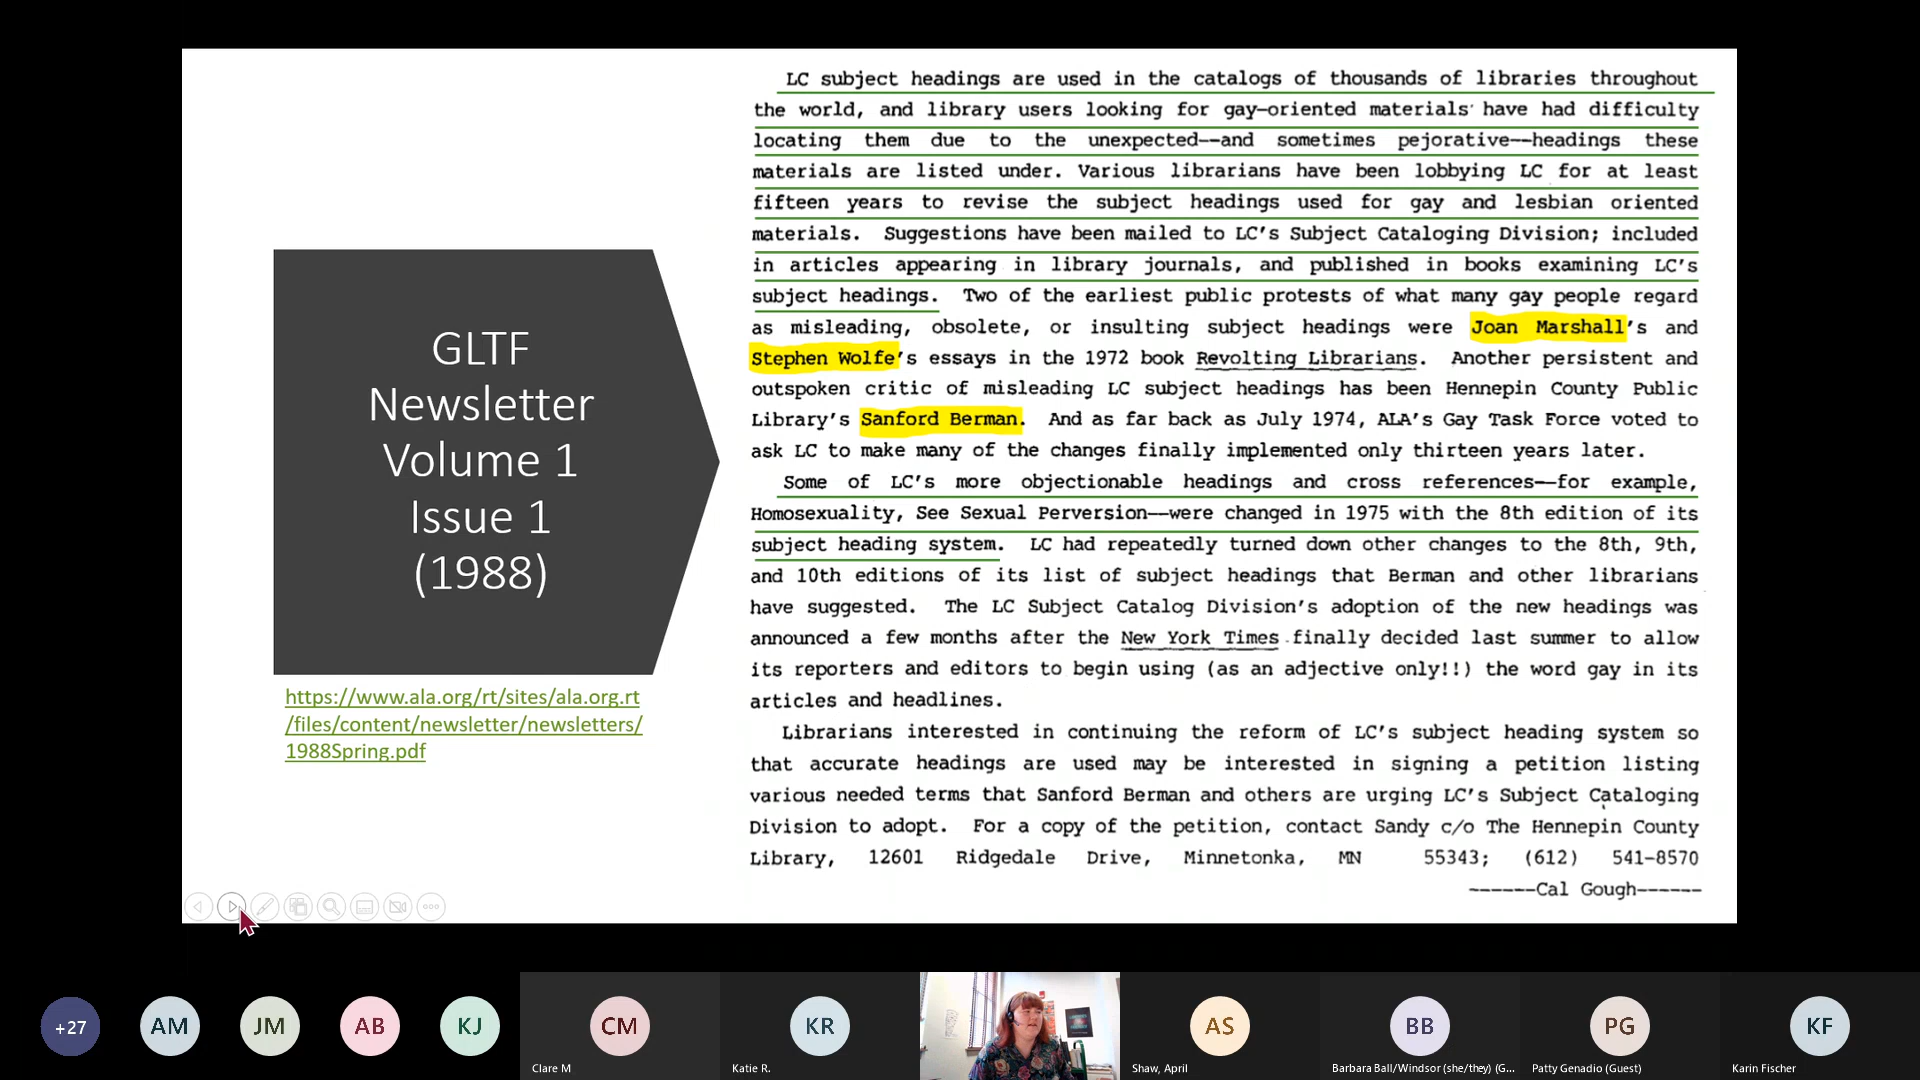 GLTF
Newsletter
Volume 1
Issue 1
(1988)
https://www.ala.org/rt/sites/ala.org.rt
/files/content/newsletter/newsletters/
1988Spring.pdf
LC subject headings are used in the catalogs of thousands of libraries throughout
the world, and library users looking for gay-oriented materials have had difficulty
locating them due to the unexpected--and sometimes pejorative--headings these
materials are listed under. Various librarians have been lobbying LC for at least
fifteen years to revise the subject headings used for gay and lesbian oriented
materials. Suggestions have been mailed to LC's Subject Cataloging Division; included
in articles appearing in library journals, and published in books examining LC's
subject headings. Two of the earliest public protests of what many gay people regard
as misleading, obsolete, or insulting subject headings were Joan Marshall's and
Stephen Wolfe's essays in the 1972 book Revolting Librarians. Another persistent and
outspoken critic of misleading LC subject headings has been Hennepin County Public
Library's Sanford Berman. And as far back as July 1974, ALA's Gay Task Force voted to
ask LC to make many of the changes finally implemented only thirteen years later.
Some of LC's more objectionable headings and cross references--for example,
Homosexuality, See Sexual Perversion--were changed in 1975 with the 8th edition of its
subject heading system. LC had repeatedly turned down other changes to the 8th, 9th,
and 10th editions of its list of subject headings that Berman and other librarians
have suggested. The LC Subject Catalog Division's adoption of the new headings was
announced a few months after the New York Times finally decided last summer to allow
its reporters and editors to begin using (as an adjective only!!) the word gay in its
articles and headlines.
Librarians interested in continuing the reform of LC's subject heading system so
that accurate headings are used may be interested in signing a petition listing
various needed terms that Sanford Berman and others are urging LC's Subject Cataloging
Division to adopt. For a copy of the petition, contact Sandy c/o The Hennepin County
Library, 12601 Ridgedale Drive, Minnetonka, MN 55343; (612) 541-8570
------Cal Gough------
+27
AM
JM
AB
KJ
CM
Clare M
KR
Katie R.
AS
Shaw, April
BB
Barbara Ball/Windsor (she/they) (G...
PG
Patty Genadio (Guest)
KF
Karin Fischer